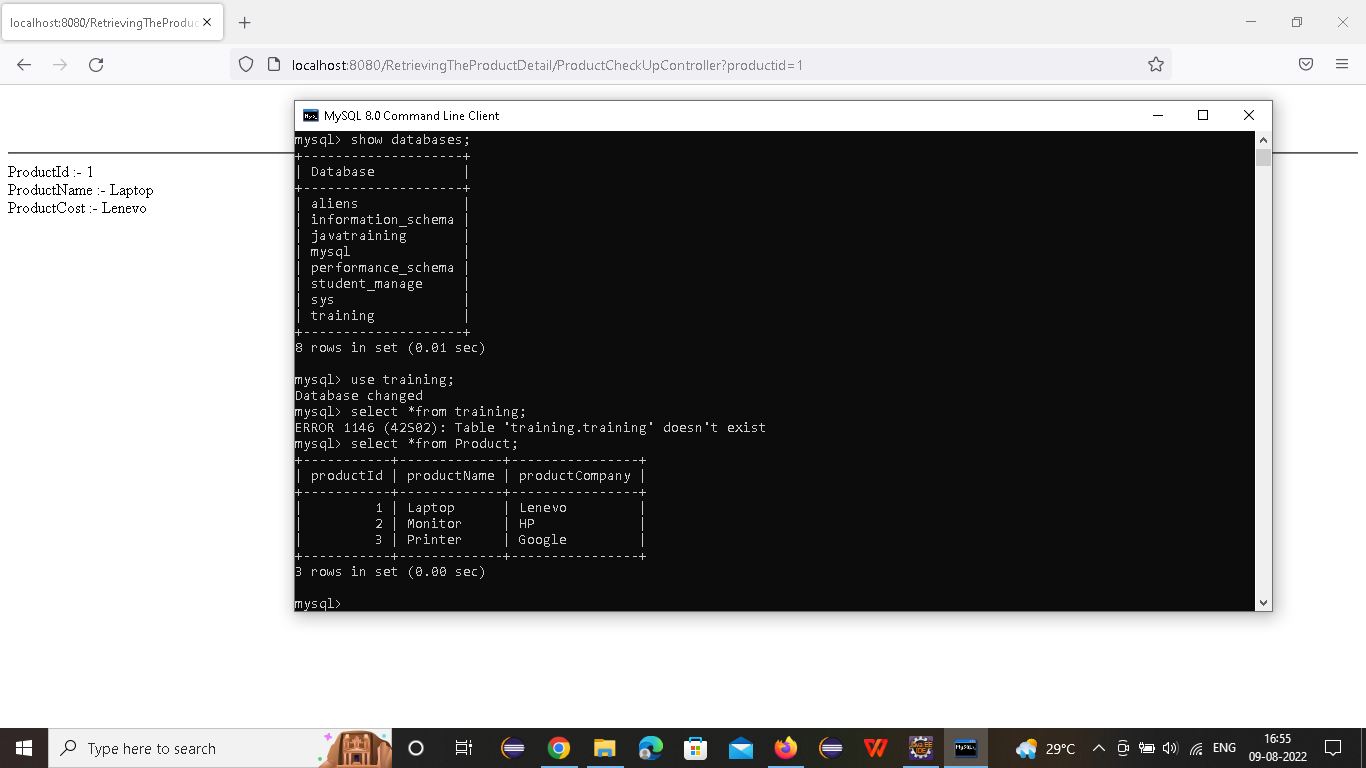 localhost:8080/RetrievingTheProduc
localhost:8080/RetrievingTheProductDetail/ProductCheckUpController?productid=1
ProductId :- 1
ProductName :- Laptop
ProductCost :- Lenevo
MySQL 8.0 Command Line Client
mysql> show databases;
+--------------------+
| Database           |
+--------------------+
| aliens             |
| information_schema |
| javatraining       |
| mysql              |
| performance_schema |
| student_manage     |
| sys                |
| training           |
+--------------------+
8 rows in set (0.01 sec)
mysql> use training;
Database changed
mysql> select *from training;
ERROR 1146 (42S02): Table 'training.training' doesn't exist
mysql> select *from Product;
+-----------+-------------+----------------+
| productId | productName | productCompany |
+-----------+-------------+----------------+
|         1 | Laptop      | Lenevo         |
|         2 | Monitor     | HP             |
|         3 | Printer     | Google         |
+-----------+-------------+----------------+
3 rows in set (0.00 sec)
mysql>
Type here to search
29°C
ENG
16:55
09-08-2022